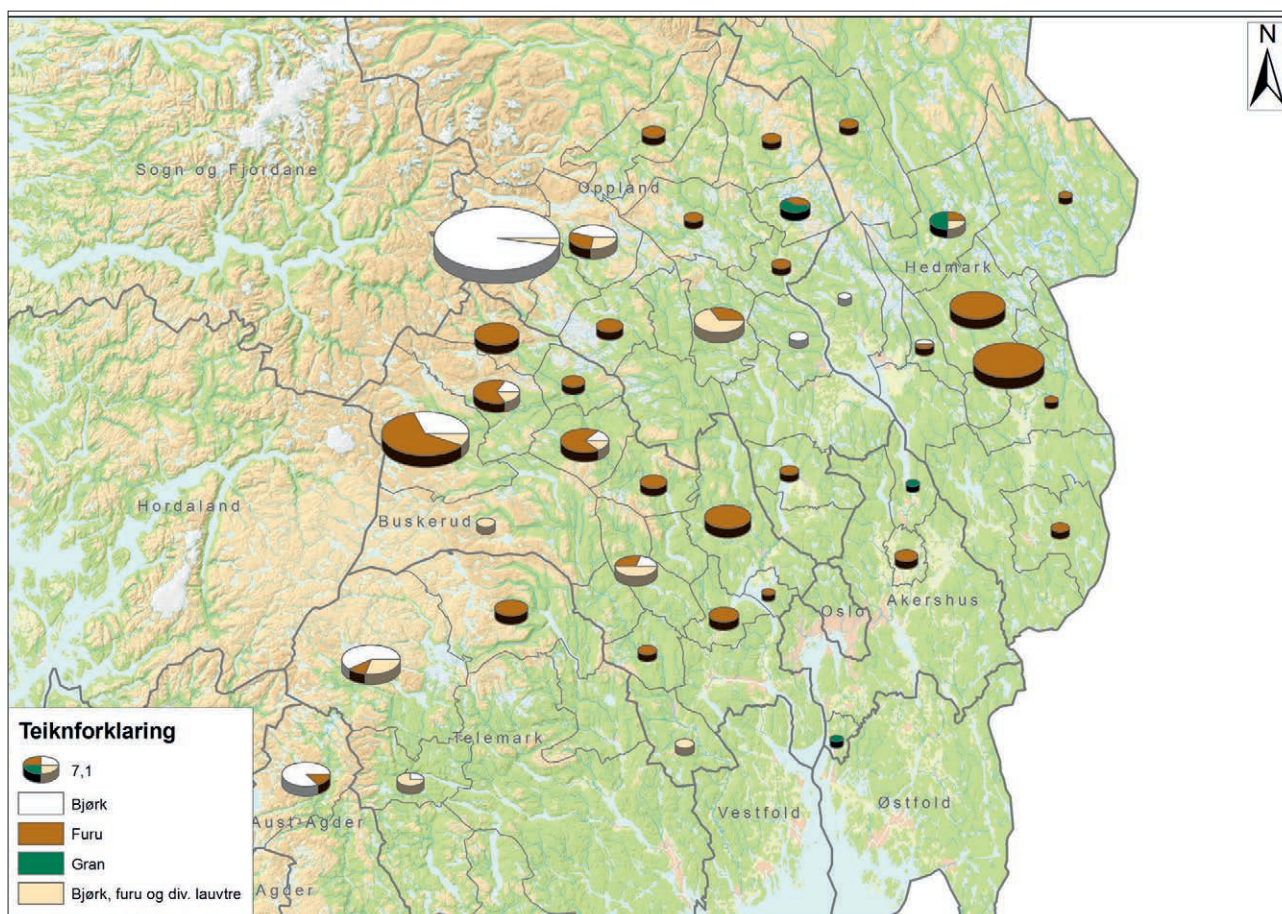 N
Sogn og Fjordane
Oppland
Hedmark
Hordaland
Buskerud
Akershus
Oslo
Telemark
Vestfold
Østfold
Aust-Agder
Agder
Teiknforklaring
7,1
Bjørk
Furu
Gran
Bjørk, furu og div. lauvtre